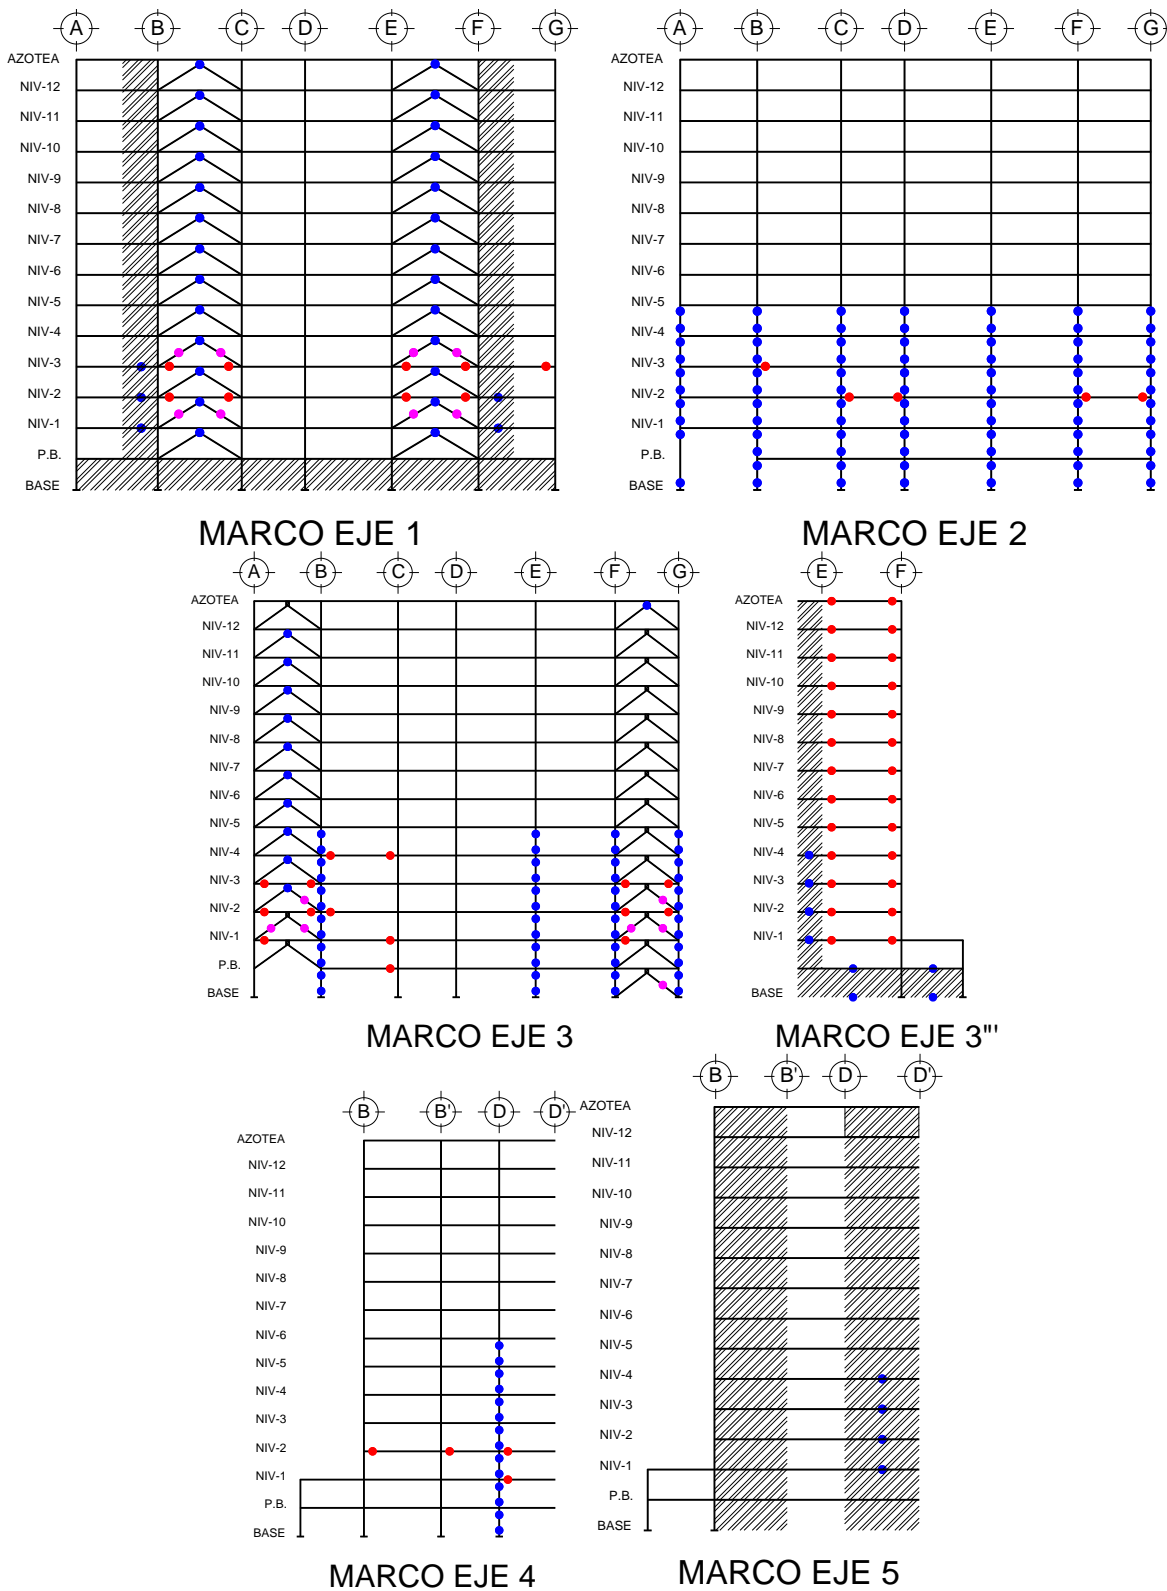 A B C D E F G
AZOTEA
NIV-12
NIV-11
NIV-10
NIV-9
NIV-8
NIV-7
NIV-6
NIV-5
NIV-4
NIV-3
NIV-2
NIV-1
P.B.
BASE
MARCO EJE 1
A B C D E F G
AZOTEA
NIV-12
NIV-11
NIV-10
NIV-9
NIV-8
NIV-7
NIV-6
NIV-5
NIV-4
NIV-3
NIV-2
NIV-1
P.B.
BASE
MARCO EJE 2
A B C D E F G
AZOTEA
NIV-12
NIV-11
NIV-10
NIV-9
NIV-8
NIV-7
NIV-6
NIV-5
NIV-4
NIV-3
NIV-2
NIV-1
P.B.
BASE
MARCO EJE 3
E F
AZOTEA
NIV-12
NIV-11
NIV-10
NIV-9
NIV-8
NIV-7
NIV-6
NIV-5
NIV-4
NIV-3
NIV-2
NIV-1
P.B.
BASE
MARCO EJE 3'''
B B' D D'
AZOTEA
NIV-12
NIV-11
NIV-10
NIV-9
NIV-8
NIV-7
NIV-6
NIV-5
NIV-4
NIV-3
NIV-2
NIV-1
P.B.
BASE
MARCO EJE 4
B B' D D'
AZOTEA
NIV-12
NIV-11
NIV-10
NIV-9
NIV-8
NIV-7
NIV-6
NIV-5
NIV-4
NIV-3
NIV-2
NIV-1
P.B.
BASE
MARCO EJE 5